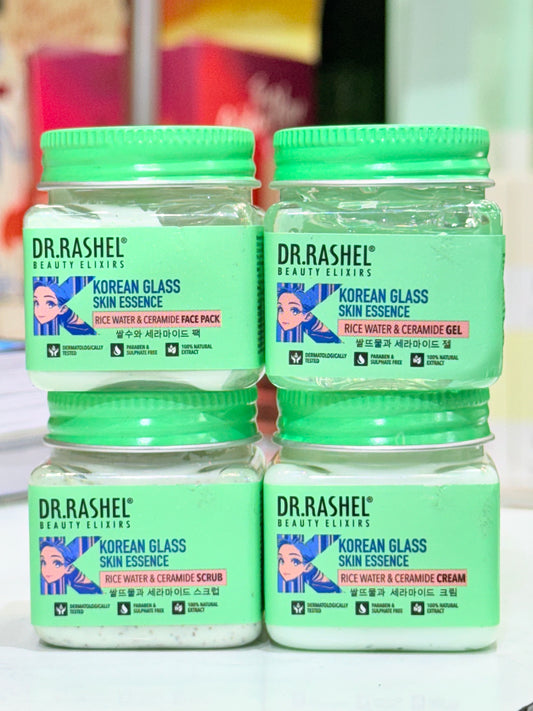 DR.RASHEL®
BEAUTY ELIXIRS
KOREAN GLASS
SKIN ESSENCE
RICE WATER & CERAMIDE FACE PACK
쌀수와 세라마이드 팩
DERMATOLOGICALLY
TESTED
PARABEN &
SULPHATE FREE
100% NATURAL
EXTRACT
DR.RASHEL®
BEAUTY ELIXIRS
KOREAN GLASS
SKIN ESSENCE
RICE WATER & CERAMIDE GEL
쌀뜨물과 세라마이드 젤
DERMATOLOGICALLY
TESTED
PARABEN &
SULPHATE FREE
100% NATURAL
EXTRACT
DR.RASHEL®
BEAUTY ELIXIRS
KOREAN GLASS
SKIN ESSENCE
RICE WATER & CERAMIDE SCRUB
쌀뜨물과 세라마이드 스크럽
DERMATOLOGICALLY
TESTED
PARABEN &
SULPHATE FREE
100% NATURAL
EXTRACT
DR.RASHEL®
BEAUTY ELIXIRS
KOREAN GLASS
SKIN ESSENCE
RICE WATER & CERAMIDE CREAM
쌀뜨물과 세라마이드 크림
DERMATOLOGICALLY
TESTED
PARABEN &
SULPHATE FREE
100% NATURAL
EXTRACT